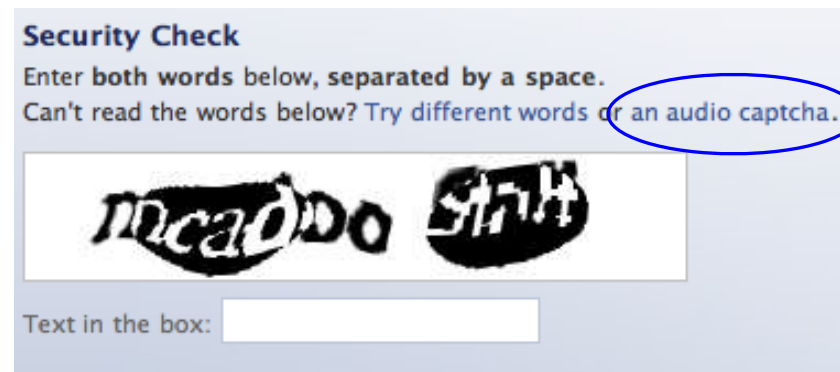 Security Check
Enter both words below, separated by a space.
Can't read the words below? Try different words or an audio captcha.
mcadoo
Text in the box: